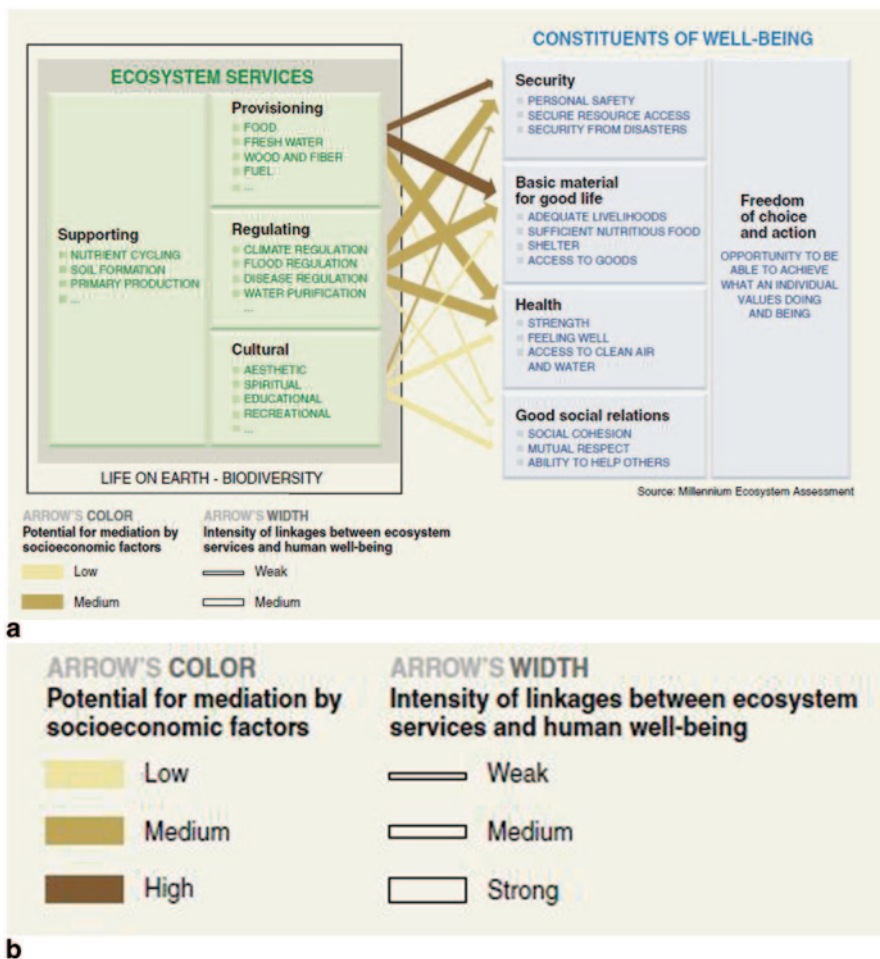 CONSTITUENTS OF WELL-BEING
ECOSYSTEM SERVICES
Provisioning
FOOD
FRESH WATER
WOOD AND FIBER
FUEL
...
Supporting
NUTRIENT CYCLING
SOIL FORMATION
PRIMARY PRODUCTION
...
Regulating
CLIMATE REGULATION
FLOOD REGULATION
DISEASE REGULATION
WATER PURIFICATION
...
Cultural
AESTHETIC
SPIRITUAL
EDUCATIONAL
RECREATIONAL
...
LIFE ON EARTH - BIODIVERSITY
Security
PERSONAL SAFETY
SECURE RESOURCE ACCESS
SECURITY FROM DISASTERS
Basic material
for good life
ADEQUATE LIVELIHOODS
SUFFICIENT NUTRITIOUS FOOD
SHELTER
ACCESS TO GOODS
Health
STRENGTH
FEELING WELL
ACCESS TO CLEAN AIR
AND WATER
Good social relations
SOCIAL COHESION
MUTUAL RESPECT
ABILITY TO HELP OTHERS
Freedom
of choice
and action
OPPORTUNITY TO BE
ABLE TO ACHIEVE
WHAT AN INDIVIDUAL
VALUES DOING
AND BEING
Source: Millennium Ecosystem Assessment
ARROW'S COLOR
Potential for mediation by
socioeconomic factors
Low
Medium
ARROW'S WIDTH
Intensity of linkages between ecosystem
services and human well-being
Weak
Medium
a
ARROW'S COLOR
Potential for mediation by
socioeconomic factors
Low
Medium
High
ARROW'S WIDTH
Intensity of linkages between ecosystem
services and human well-being
Weak
Medium
Strong
b